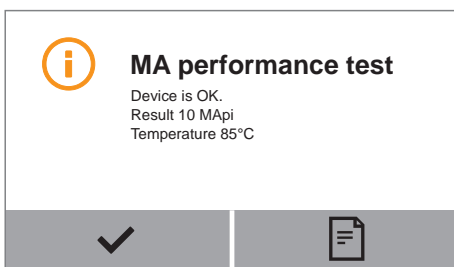 MA performance test
Device is OK.
Result 10 MApi
Temperature 85°C